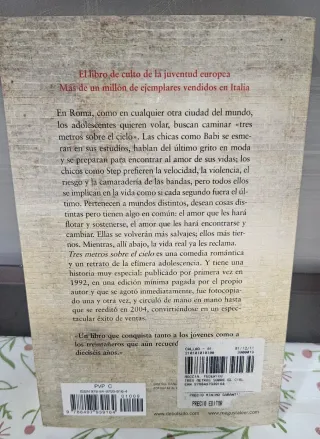 El libro de culto de la juventud europea
Más de un millón de ejemplares vendidos en Italia
En Roma, como en cualquier otra ciudad del mundo,
los adolescentes quieren volar, buscan caminar «tres
metros sobre el cielo». Las chicas como Babi se esme-
ran en sus estudios, hablan del último grito en moda
y se preparan para encontrar al amor de sus vidas; los
chicos como Step prefieren la velocidad, la violencia, el
riesgo y la camaradería de las bandas, pero todos ellos
se implican en la vida como si cada segundo fuera el úl-
timo. Pertenecen a mundos distintos, desean cosas dis-
tintas pero tienen algo en común: el amor que les hará
flotar y sostenerse, el amor que les hará encontrarse y
cambiar. Ellas se volverán más salvajes; ellos más tier-
nos. Mientras, allí abajo, la vida real ya les reclama.
Tres metros sobre el cielo es una comedia romántica
y un retrato de la efímera adolescencia. Y tiene una
historia muy especial: publicado por primera vez en
1992, en una edición mínima pagada por el propio
autor y que se agotó inmediatamente, fue fotocopia-
do una y otra vez, y circuló de mano en mano hasta
que se reeditó en 2004, convirtiéndose en un espec-
tacular éxito de ventas.
«Un libro que conquista tanto a los jóvenes como a
los treintañeros que aún recuerdan
dieciséis años.»
PVP C
PRECIO EDITOR